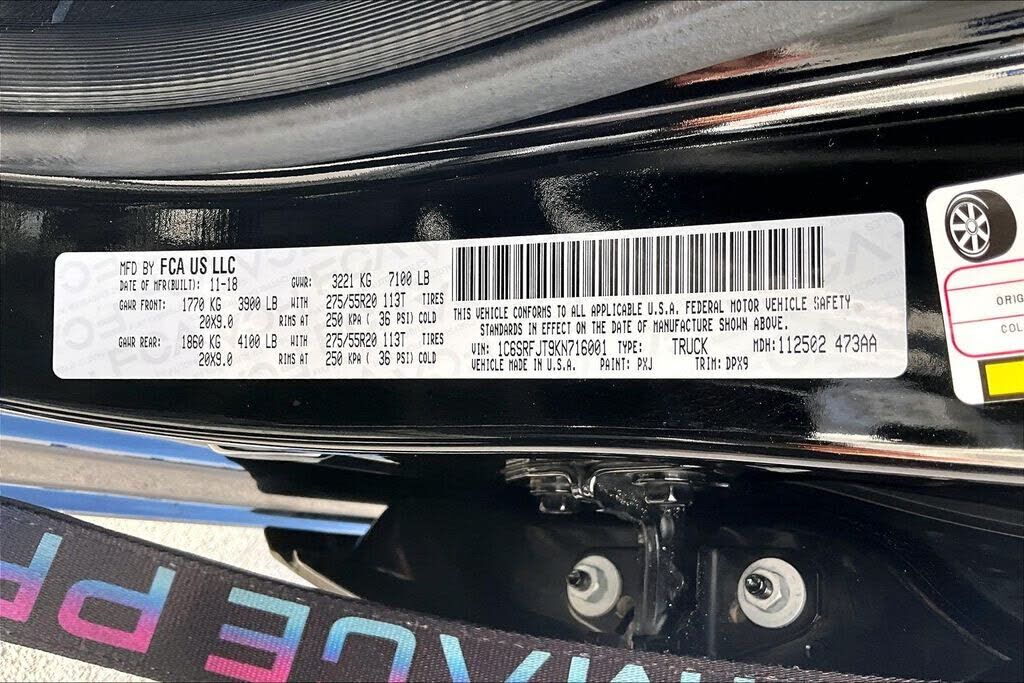 MFD BY FCA US LLC
DATE OF MFR(BUILT): 11-18 GVWR: 3221 KG 7100 LB
GAWR FRONT: 1770 KG 3900 LB WITH 275/55R20 113T TIRES
20X9.0 RIMS AT 250 KPA ( 36 PSI) COLD
GAWR REAR: 1860 KG 4100 LB WITH 275/55R20 113T TIRES
20X9.0 RIMS AT 250 KPA ( 36 PSI) COLD
THIS VEHICLE CONFORMS TO ALL APPLICABLE U.S.A. FEDERAL MOTOR VEHICLE SAFETY
STANDARDS IN EFFECT ON THE DATE OF MANUFACTURE SHOWN ABOVE.
VIN: 1C6SRFJT9KN716001 TYPE: TRUCK MDH: 112502 473AA
VEHICLE MADE IN U.S.A. PAINT: PXJ TRIM: DPX9
ORIG
COL